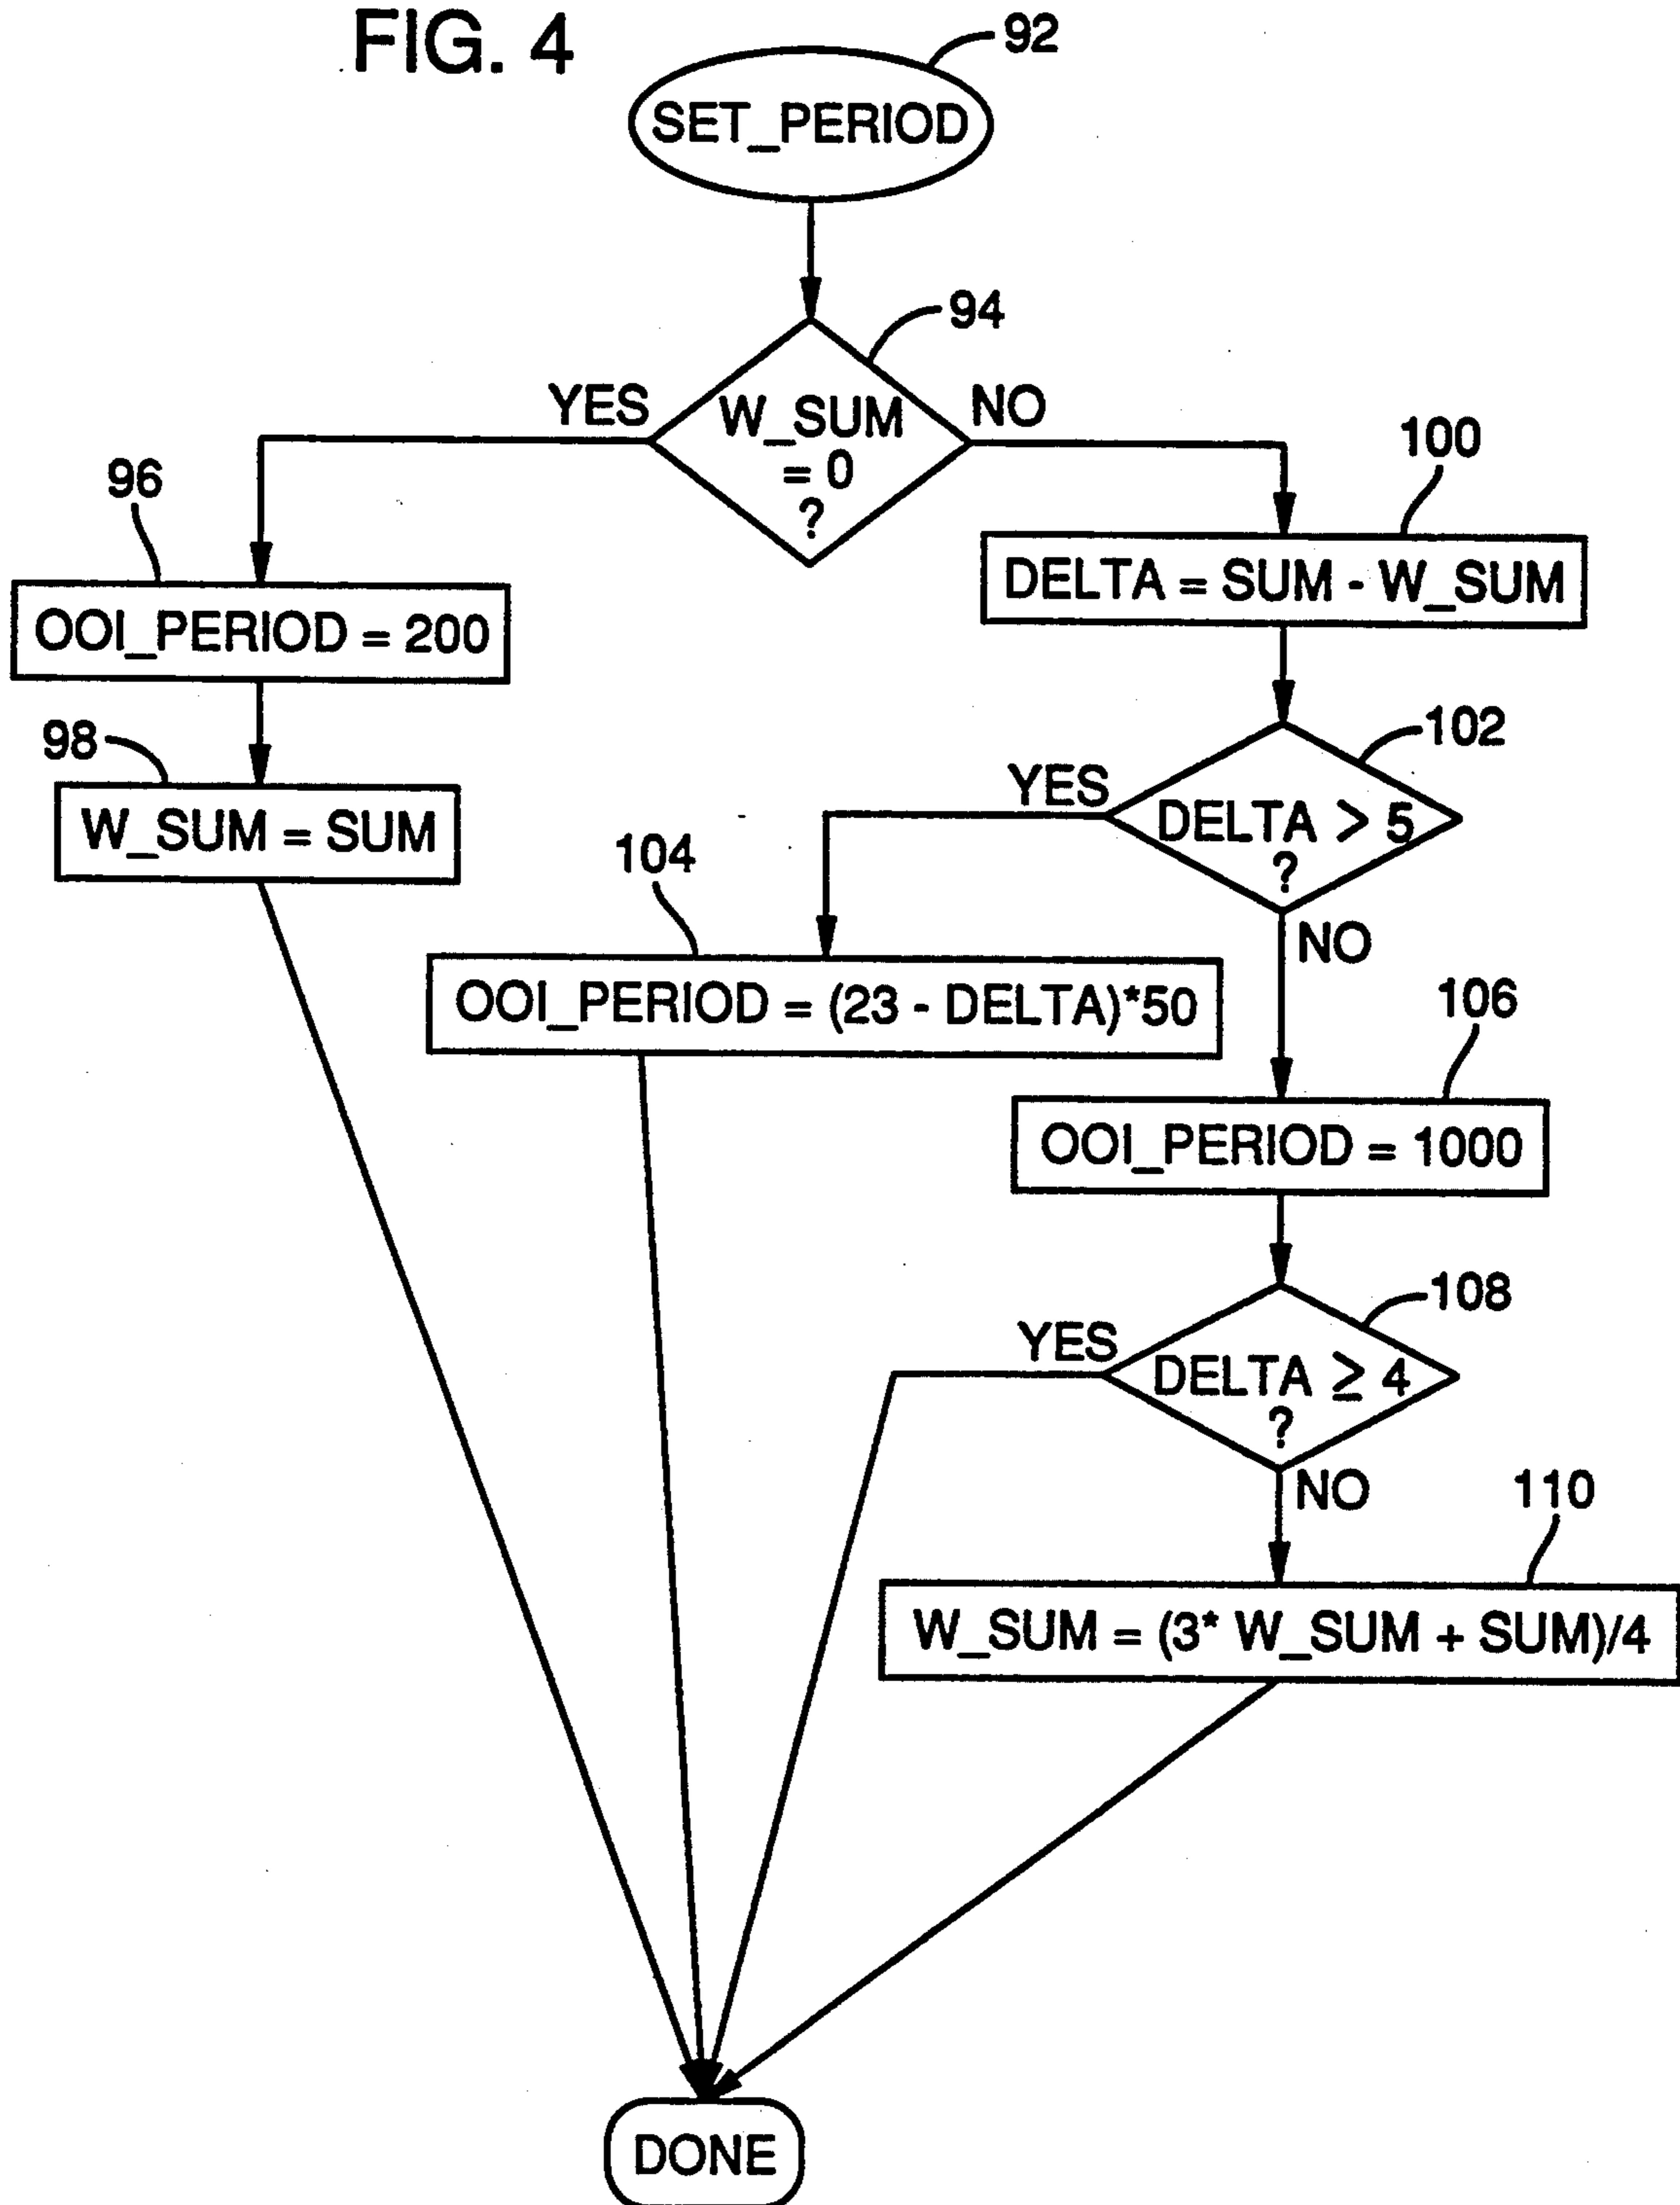 FIG. 4
92
SET_PERIOD
94
YES
W_SUM
= 0
?
NO
96
OOI_PERIOD = 200
98
W_SUM = SUM
100
DELTA = SUM - W_SUM
102
YES
DELTA > 5
?
NO
104
OOI_PERIOD = (23 - DELTA)*50
106
OOI_PERIOD = 1000
108
YES
DELTA ≥ 4
?
NO
110
W_SUM = (3* W_SUM + SUM)/4
DONE